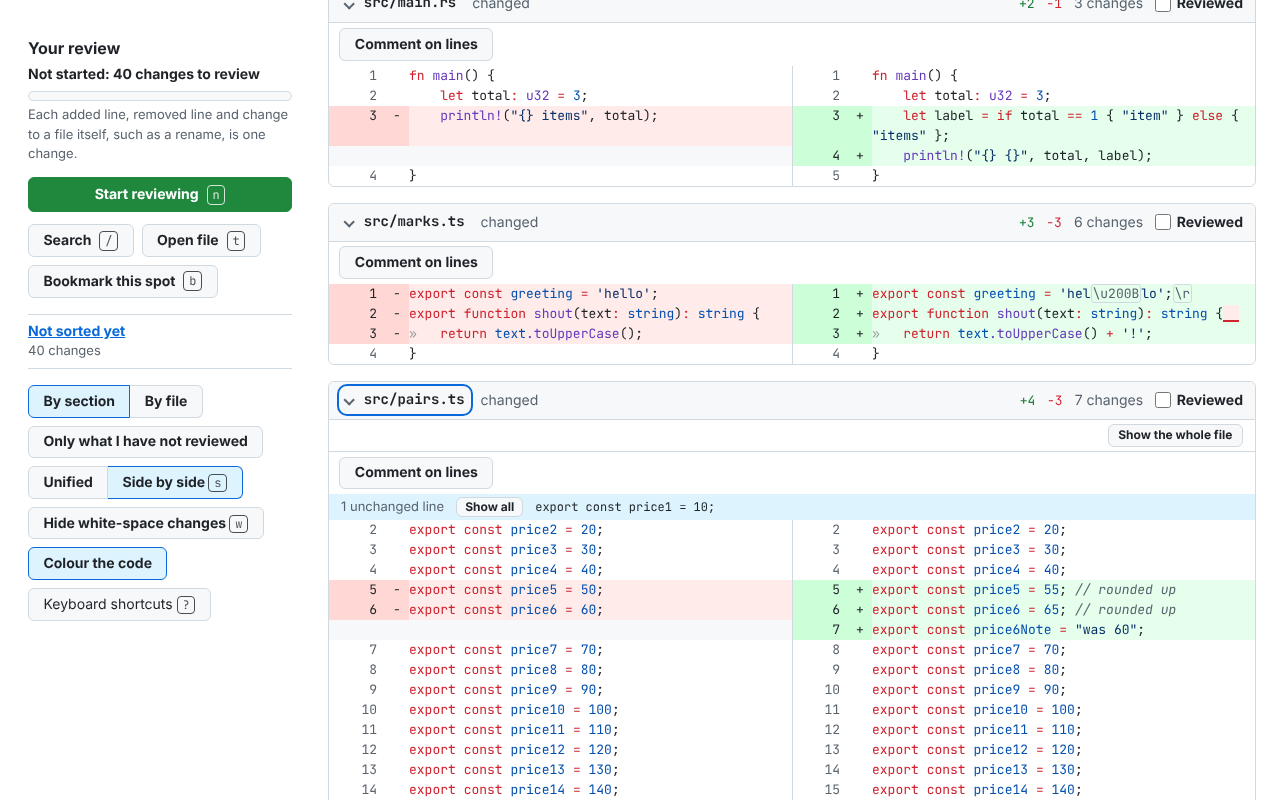 Your review
Not started: 40 changes to review
Each added line, removed line and change
to a file itself, such as a rename, is one
change.
Start reviewing n
Search / Open file t
Bookmark this spot b
Not sorted yet
40 changes
By section By file
Only what I have not reviewed
Unified Side by side s
Hide white-space changes w
Colour the code
Keyboard shortcuts ?
src/main.rs changed +2 -1 3 changes Reviewed
Comment on lines
1 fn main() { 1 fn main() {
2 let total: u32 = 3; 2 let total: u32 = 3;
3 - println!("{} items", total); 3 + let label = if total == 1 { "item" } else {
"items" };
4 + println!("{} {}", total, label);
4 } 5 }
src/marks.ts changed +3 -3 6 changes Reviewed
Comment on lines
1 - export const greeting = 'hello'; 1 + export const greeting = 'hel\u200Blo';\r
2 - export function shout(text: string): string { 2 + export function shout(text: string): string {
3 - » return text.toUpperCase(); 3 + » return text.toUpperCase() + '!';
4 } 4 }
src/pairs.ts changed +4 -3 7 changes Reviewed
Show the whole file
Comment on lines
1 unchanged line Show all export const price1 = 10;
2 export const price2 = 20; 2 export const price2 = 20;
3 export const price3 = 30; 3 export const price3 = 30;
4 export const price4 = 40; 4 export const price4 = 40;
5 - export const price5 = 50; 5 + export const price5 = 55; // rounded up
6 - export const price6 = 60; 6 + export const price6 = 65; // rounded up
7 + export const price6Note = "was 60";
7 export const price7 = 70; 8 export const price7 = 70;
8 export const price8 = 80; 9 export const price8 = 80;
9 export const price9 = 90; 10 export const price9 = 90;
10 export const price10 = 100; 11 export const price10 = 100;
11 export const price11 = 110; 12 export const price11 = 110;
12 export const price12 = 120; 13 export const price12 = 120;
13 export const price13 = 130; 14 export const price13 = 130;
14 export const price14 = 140; 15 export const price14 = 140;